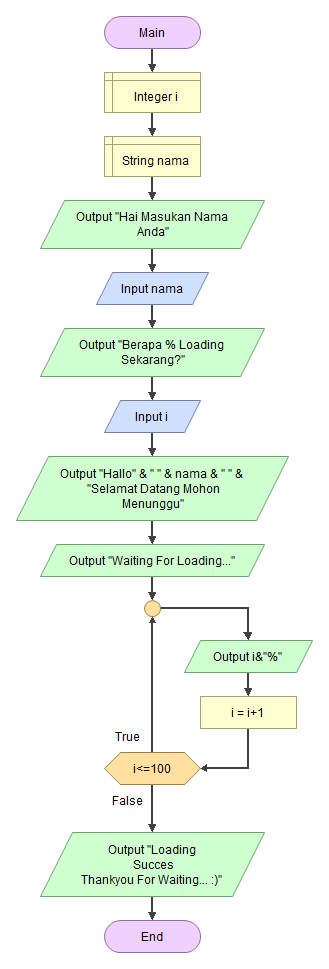 Main
Integer i
String nama
Output "Hai Masukan Nama
Anda"
Input nama
Output "Berapa % Loading
Sekarang?"
Input i
Output "Hallo" & " " & nama & " " &
"Selamat Datang Mohon
Menunggu"
Output "Waiting For Loading..."
Output i&"%"
i = i+1
True
i<=100
False
Output "Loading
Succes
Thankyou For Waiting... :)"
End